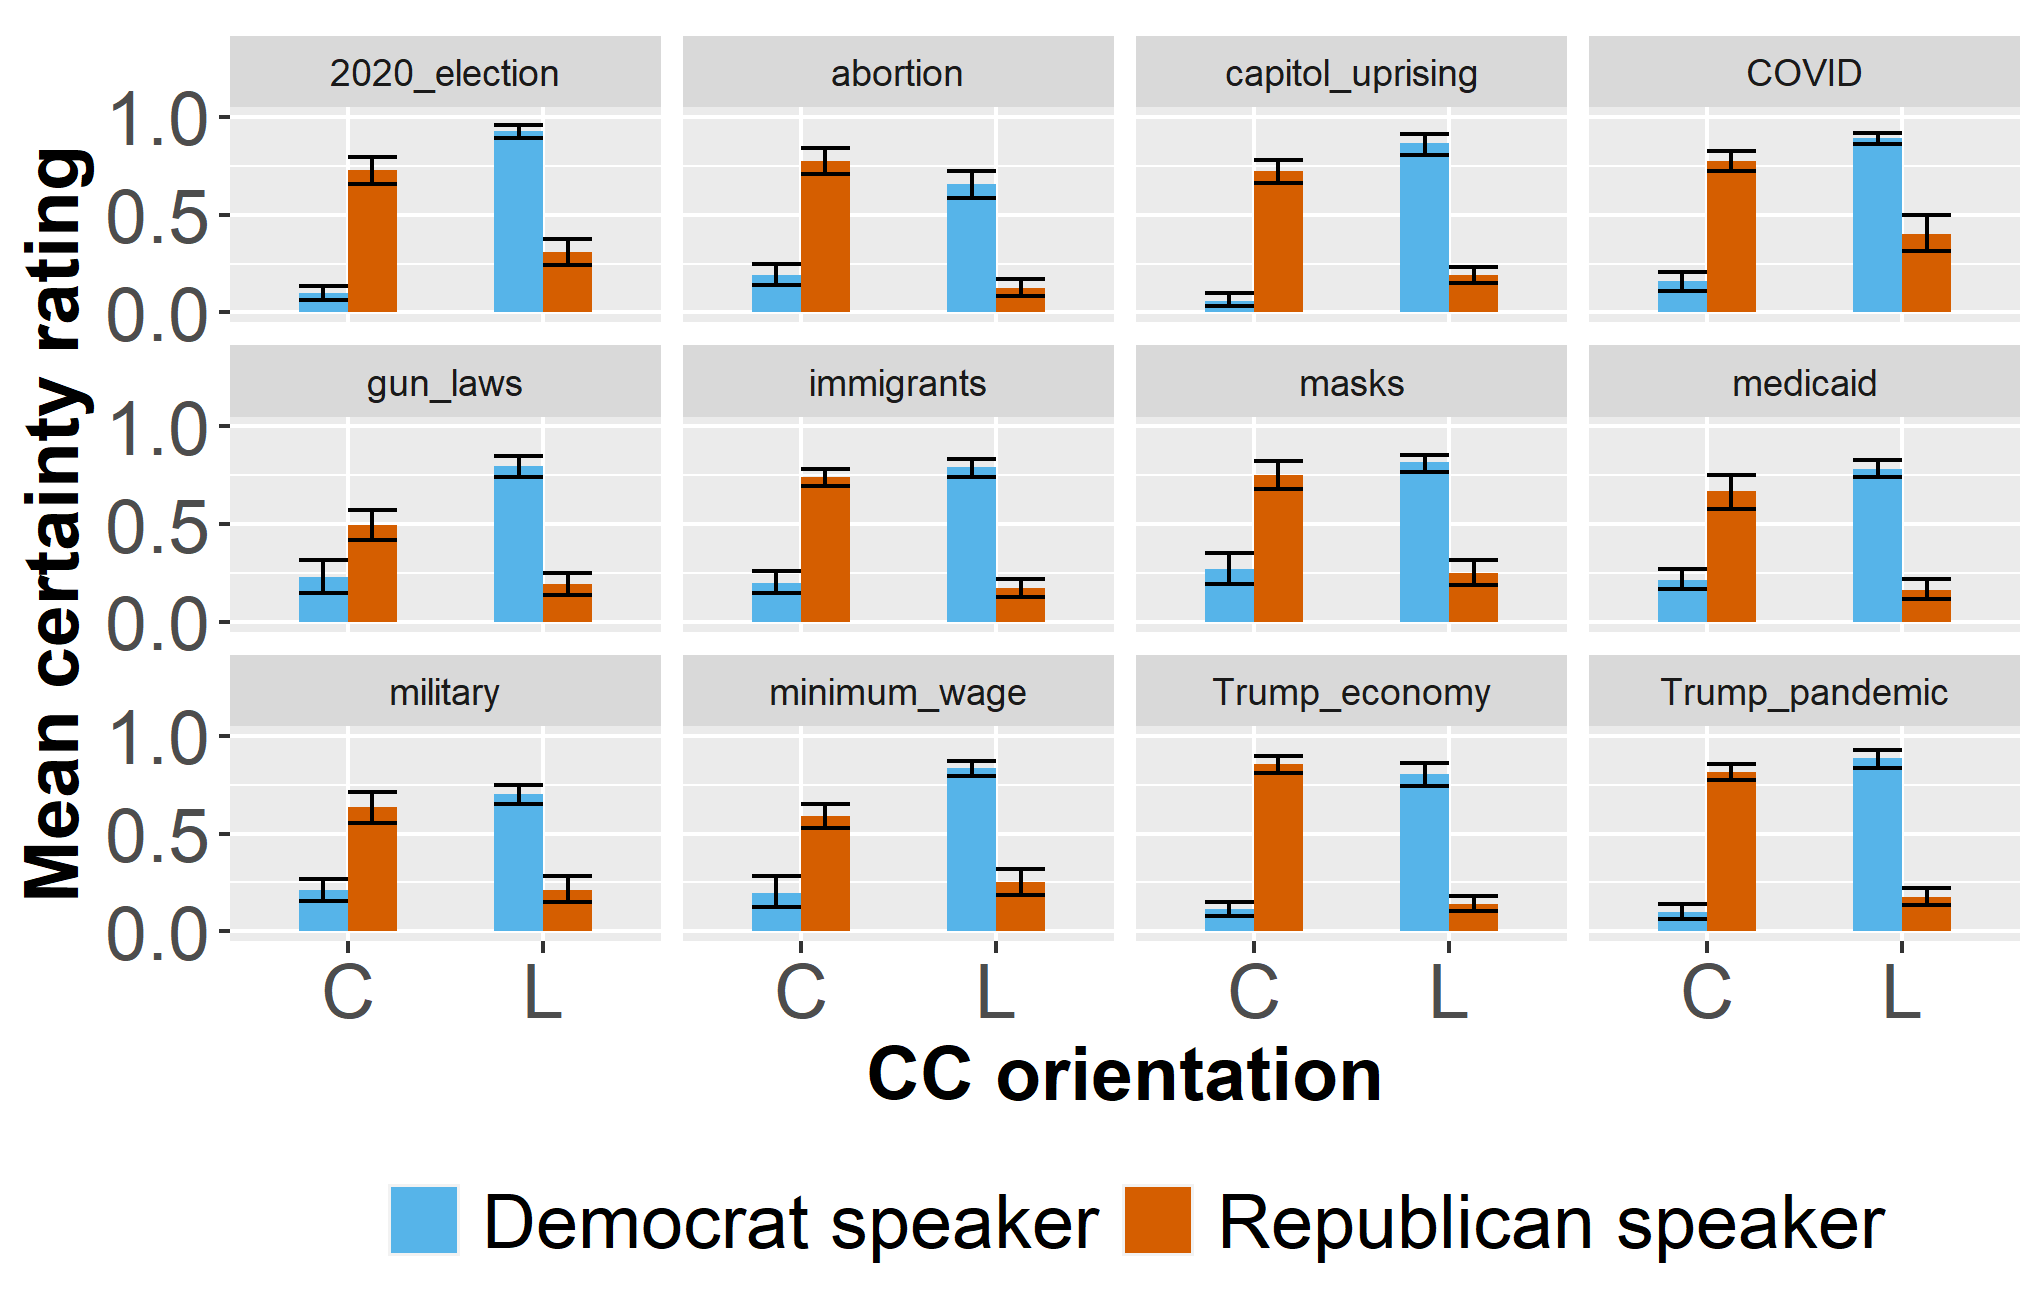 2020_election abortion capitol_uprising COVID
1.0
0.5
0.0
gun_laws immigrants masks medicaid
1.0
0.5
0.0
military minimum_wage Trump_economy Trump_pandemic
1.0
0.5
0.0
Mean certainty rating
C L C L C L C L
CC orientation
Democrat speaker Republican speaker